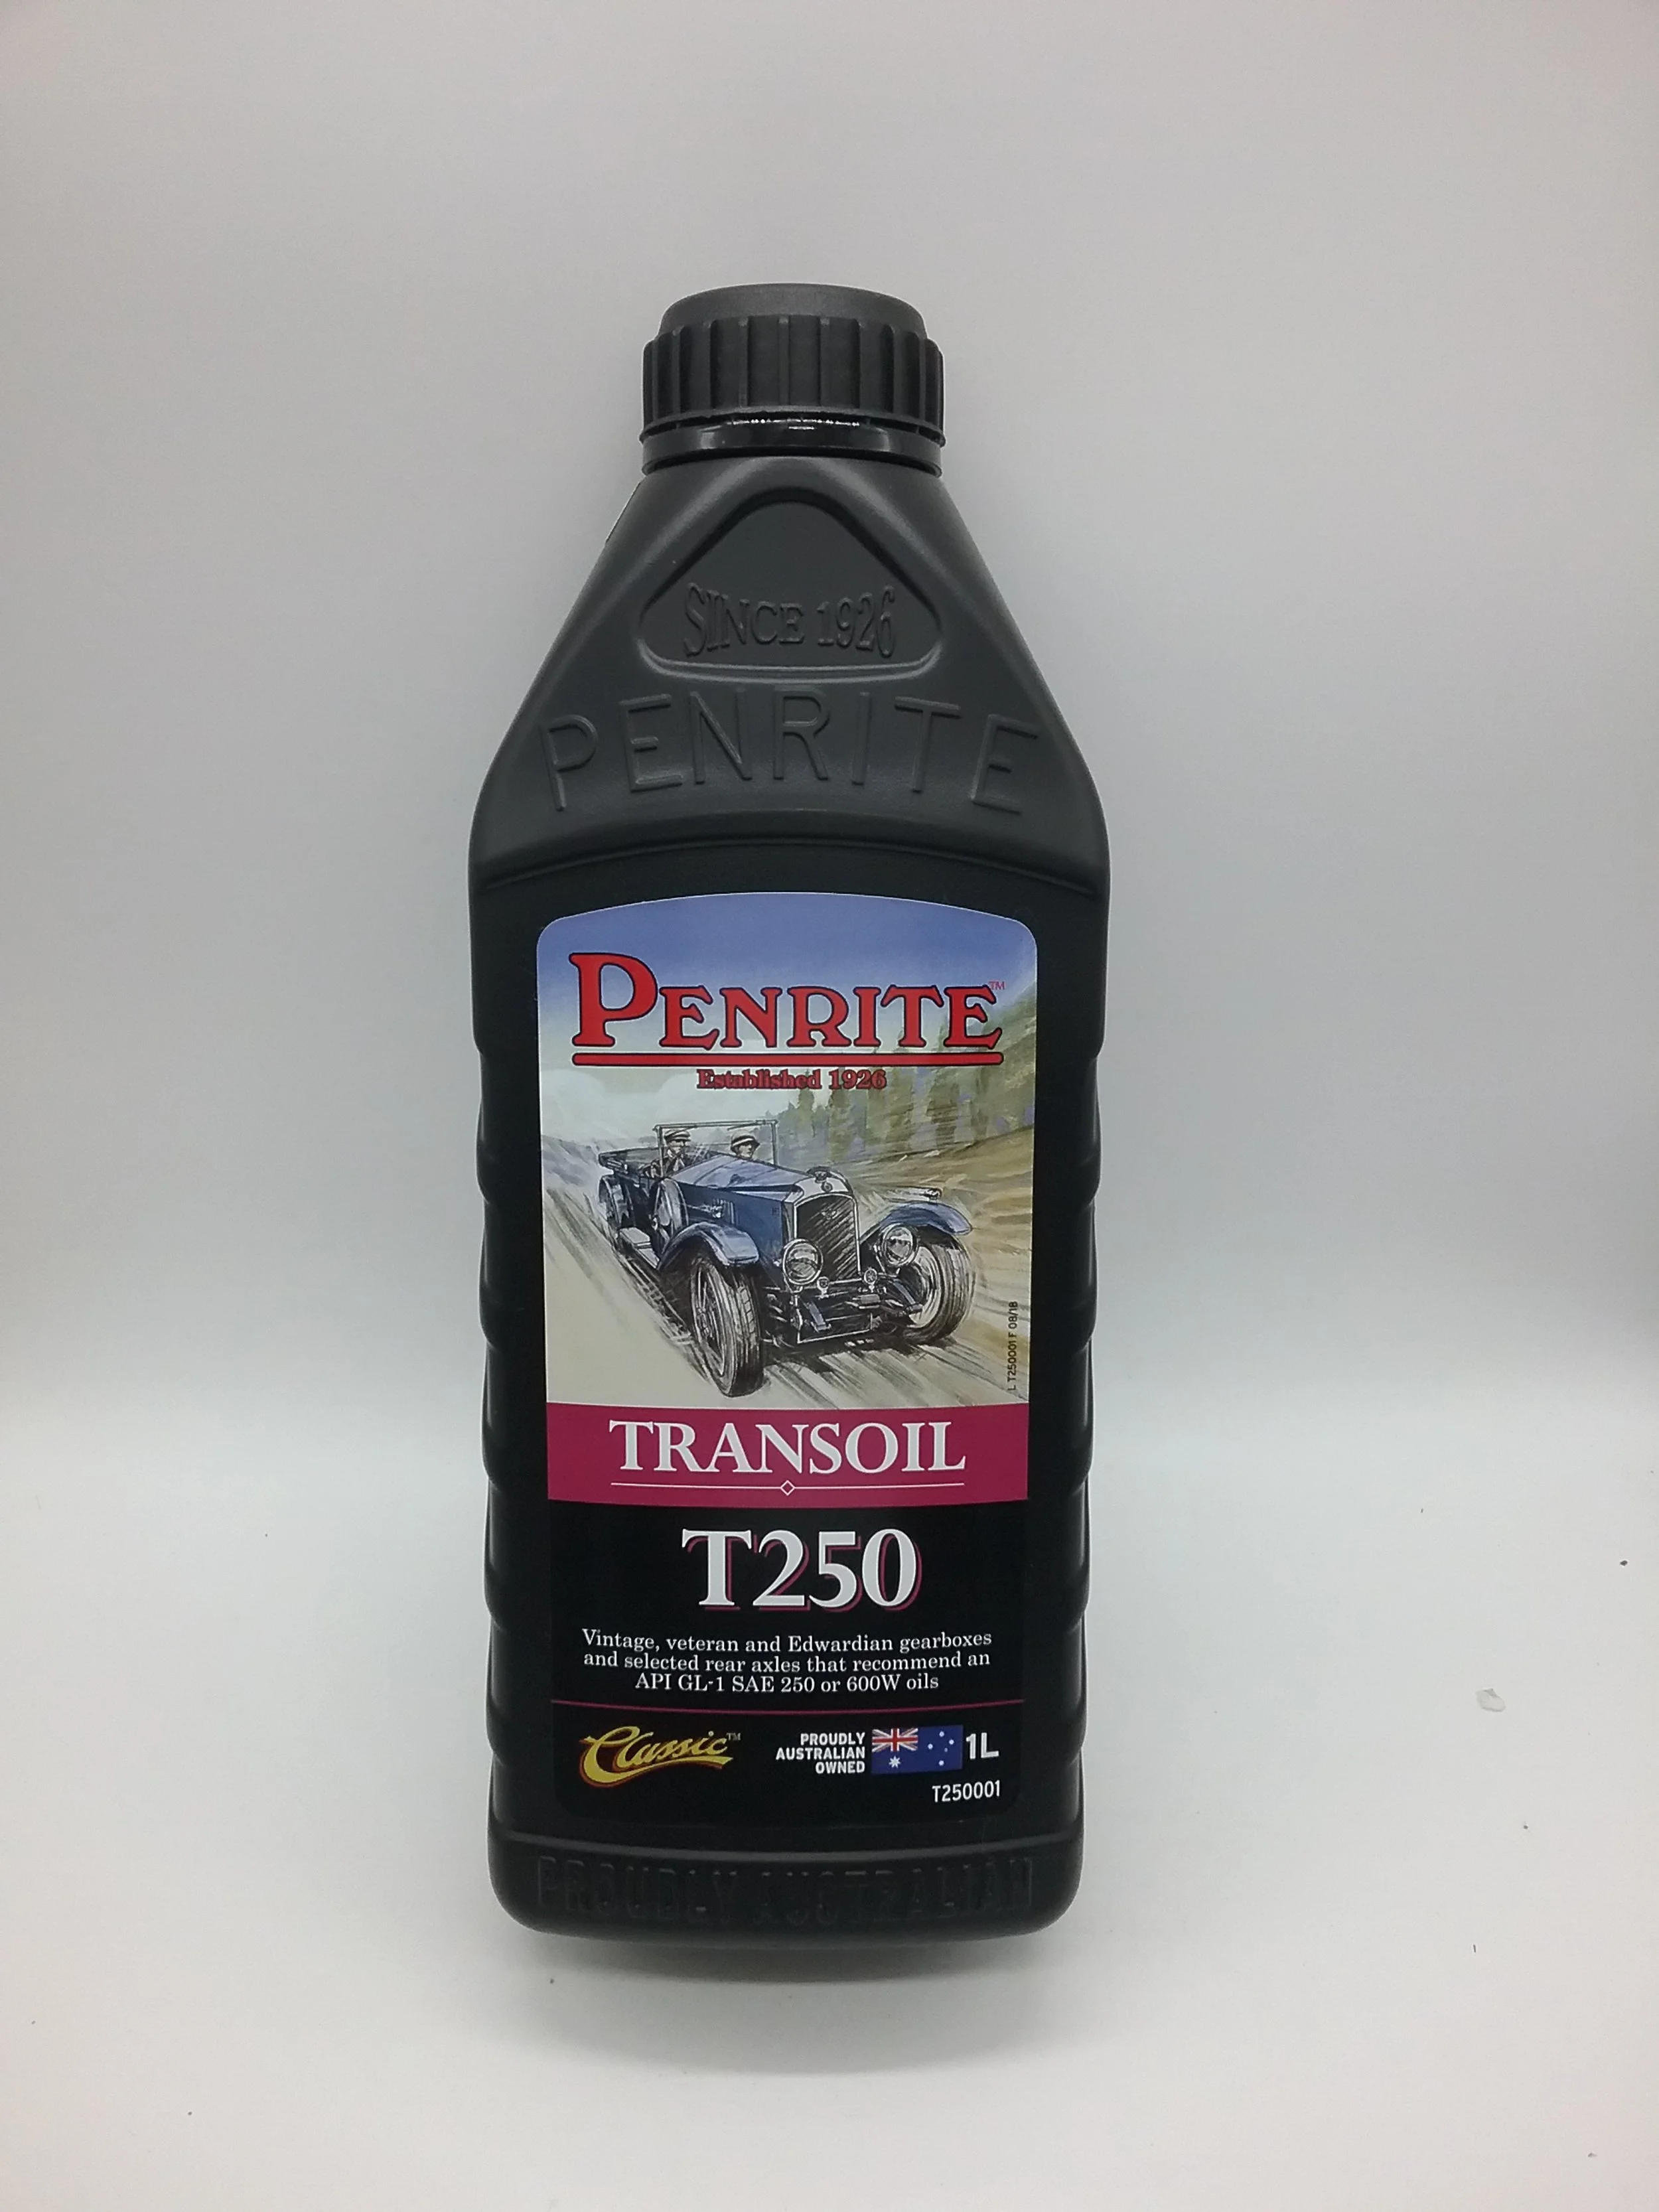 SINCE 1926
PENRITE
PENRITE™
Established 1926
L T250001 F 08/18
TRANSOIL
T250
Vintage, veteran and Edwardian gearboxes
and selected rear axles that recommend an
API GL-1 SAE 250 or 600W oils
Classic™
PROUDLY
AUSTRALIAN
OWNED
1L
T250001
PROUDLY AUSTRALIAN